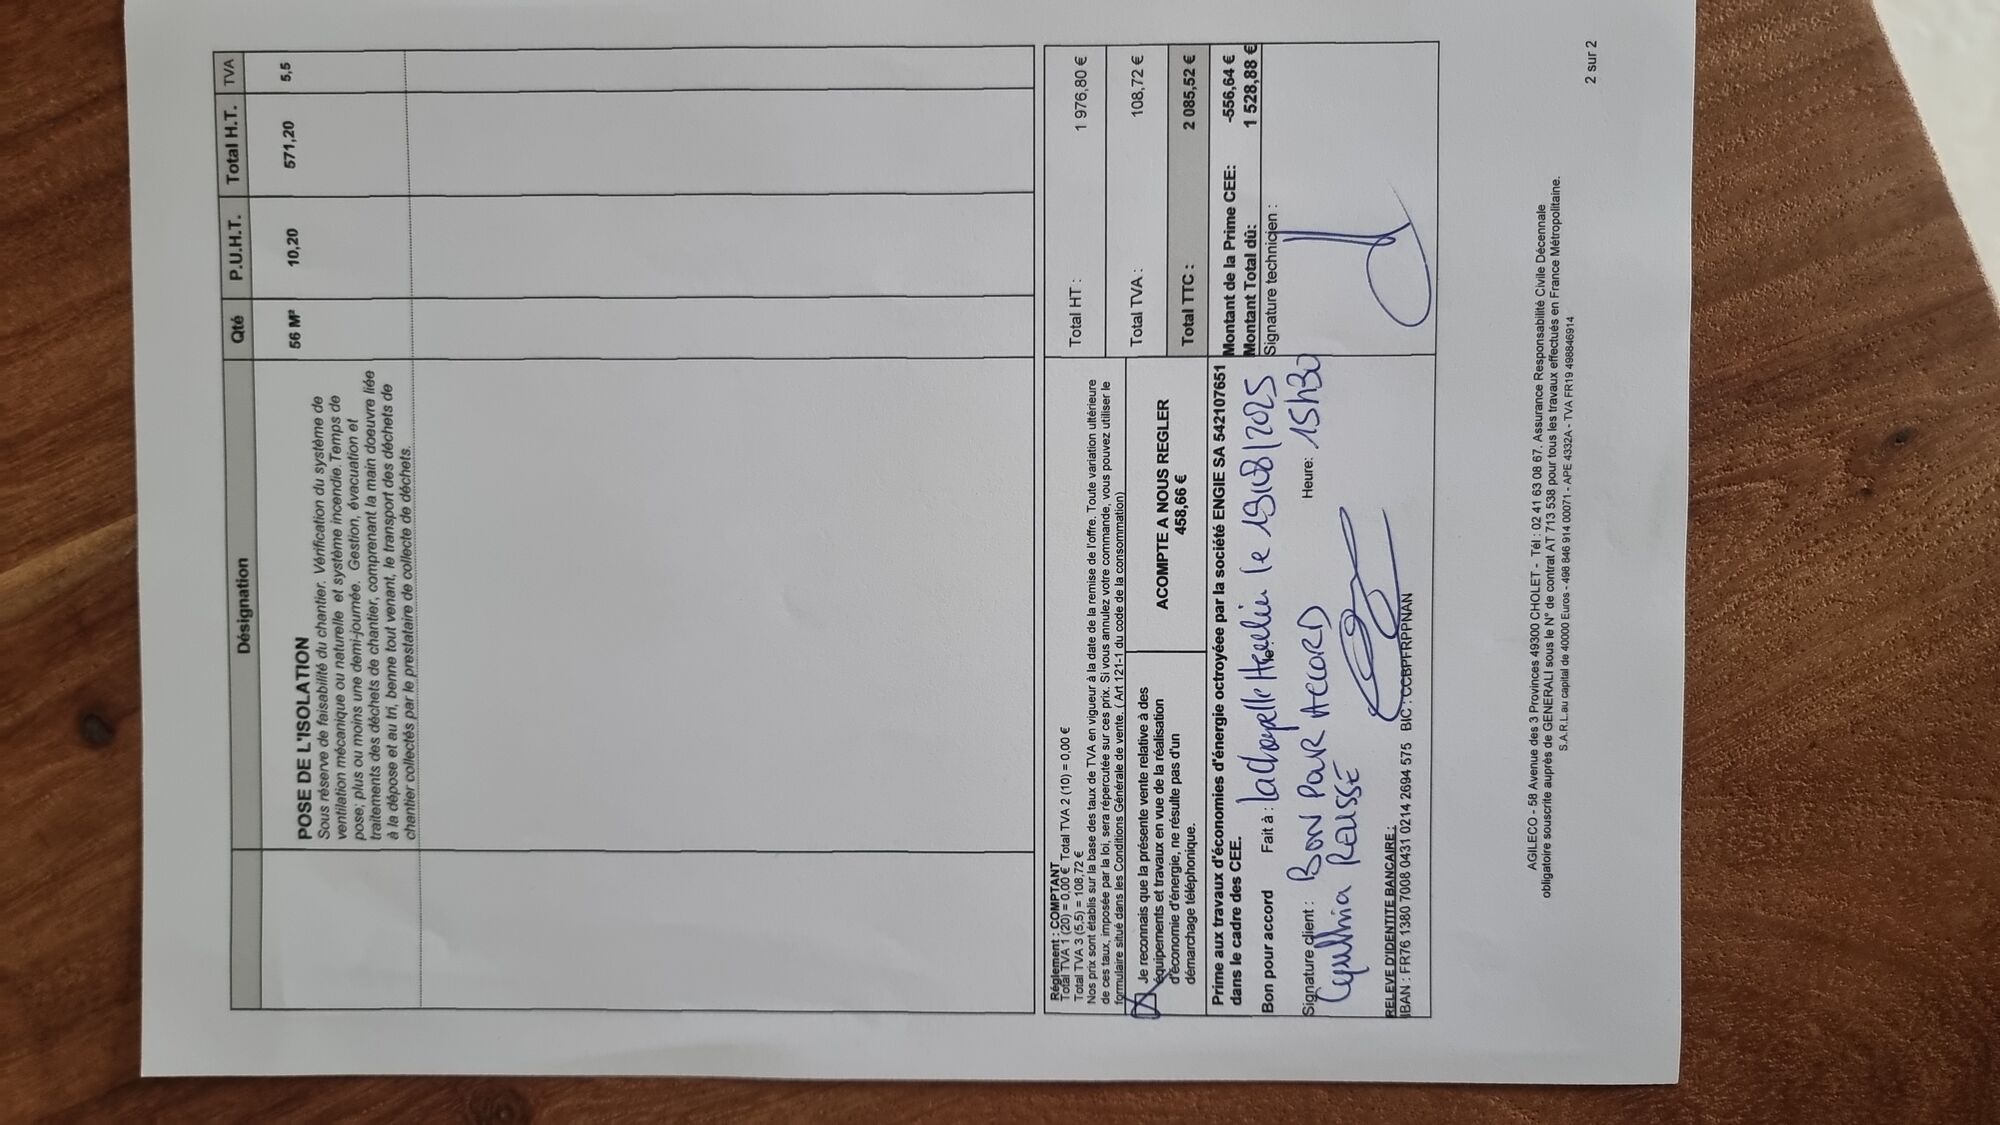 Désignation Qté P.U.H.T. Total H.T. TVA
POSE DE L'ISOLATION 56 M² 10,20 571,20 5,5
Sous réserve de faisabilité du chantier. Vérification du système de
ventilation mécanique ou naturelle et système incendie.Temps de
pose; plus ou moins une demi-journée. Gestion, évacuation et
traitements des déchets de chantier, comprenant la main doeuvre liée
à la dépose et au tri, benne tout venant, le transport des déchets de
chantier collectés par le prestataire de collecte de déchets.
Réglement : COMPTANT
Total TVA 1 (20) = 0,00 € Total TVA 2 (10) = 0,00 €
Total TVA 3 (5,5) = 108,72 €
Nos prix sont établis sur la base des taux de TVA en vigueur à la date de la remise de l'offre. Toute variation ultérieure
de ces taux, imposée par la loi, sera répercutée sur ces prix. Si vous annulez votre commande, vous pouvez utiliser le
formulaire situé dans les Conditions Générale de vente. ( Art 121-1 du code de la consommation)
Total HT : 1 976,80 €
Total TVA : 108,72 €
Total TTC : 2 085,52 €
Je reconnais que la présente vente relative à des
équipements et travaux en vue de la réalisation
d'économie d'énergie, ne résulte pas d'un
démarchage téléphonique.
ACOMPTE A NOUS REGLER
458,66 €
Prime aux travaux d'économies d'énergie octroyéee par la société ENGIE SA 542107651
dans le cadre des CEE.
Montant de la Prime CEE: -556,64 €
Montant Total dû: 1 528,88 €
Bon pour accord Fait à : le 19/08/2025
Signature technicien :
Signature client : BON PouR ACCORD Heure: 15h30
Cynthia REUSSE
RELEVE D'IDENTITE BANCAIRE :
IBAN : FR76 1380 7008 0431 0214 2694 575 BIC : CCBPFRPPNAN
AGILECO - 58 Avenue des 3 Provinces 49300 CHOLET - Tél : 02 41 63 08 67. Assurance Responsabilité Civile Décennale
obligatoire souscrite auprès de GENERALI sous le N° de contrat AT 713 538 pour tous les travaux effectués en France Métropolitaine.
S.A.R.L.au capital de 40000 Euros - 498 846 914 00071 - APE 4332A - TVA FR19 498846914
2 sur 2